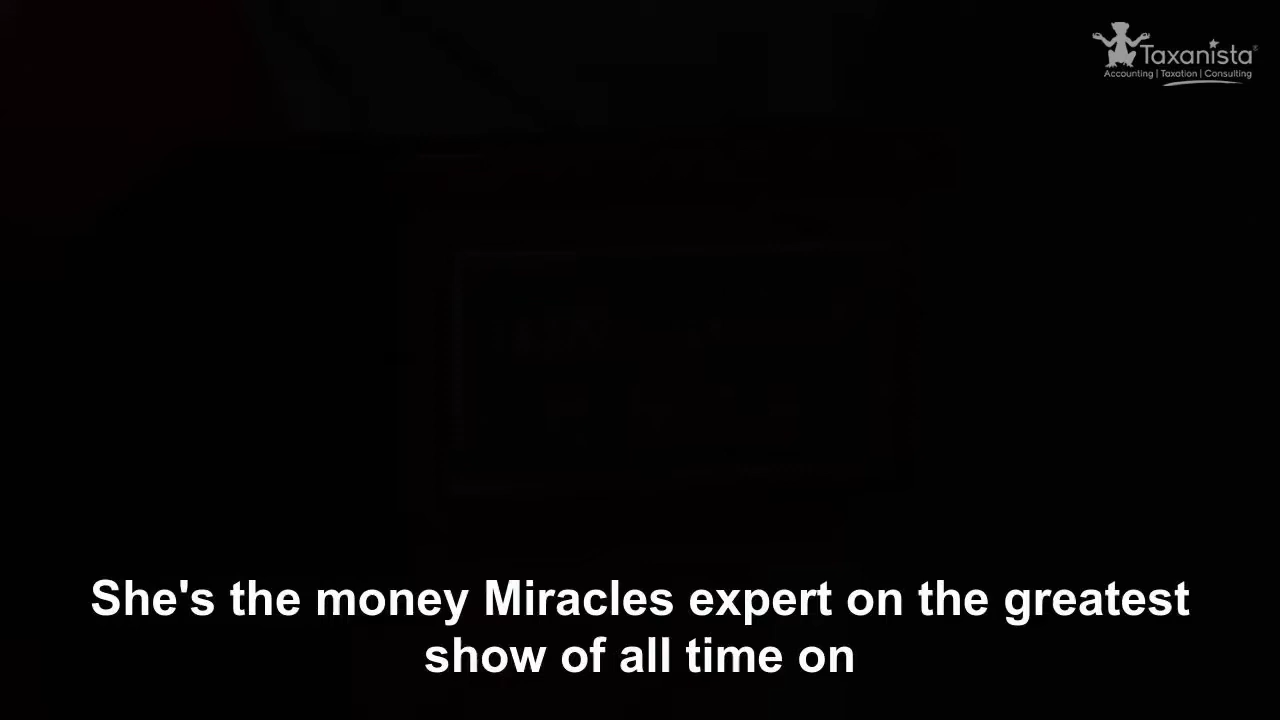 Taxanista
Accounting | Taxation | Consulting
She's the money Miracles expert on the greatest
show of all time on